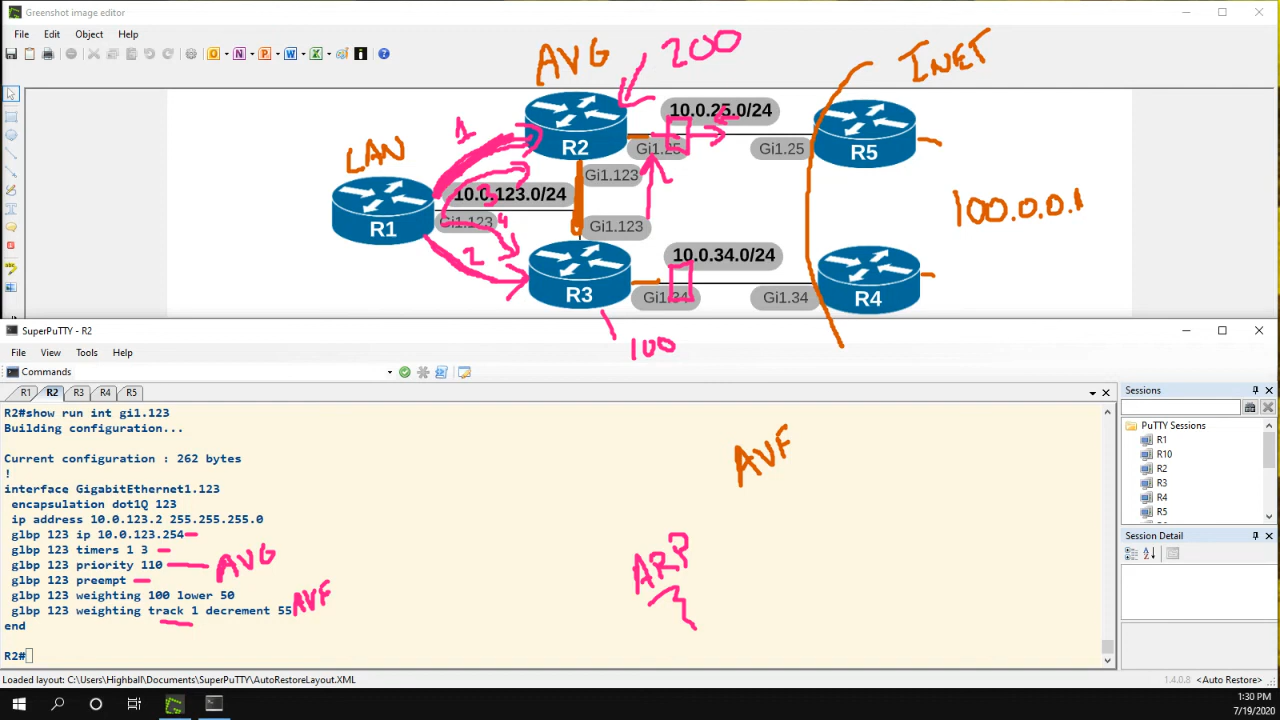 Greenshot image editor
File Edit Object Help
AVG
200
INET
10.0.25.0/24
R2
Gi1.25
Gi1.25
R5
LAN
1
Gi1.123
3
10.0.123.0/24
R1
Gi1.123
4
100.0.0.1
Gi1.123
2
10.0.34.0/24
R3
Gi1.34
Gi1.34
R4
100
SuperPuTTY - R2
File View Tools Help
Commands
R1 R2 R3 R4 R5
R2#show run int gi1.123
Building configuration...
Current configuration : 262 bytes
!
interface GigabitEthernet1.123
encapsulation dot1Q 123
ip address 10.0.123.2 255.255.255.0
glbp 123 ip 10.0.123.254
glbp 123 timers 1 3
glbp 123 priority 110
AVG
glbp 123 preempt
glbp 123 weighting 100 lower 50
glbp 123 weighting track 1 decrement 55
AVF
end
R2#
AVF
ARP
Sessions
PuTTY Sessions
R1
R10
R2
R3
R4
R5
Session Detail
Loaded layout: C:\Users\Highball\Documents\SuperPuTTY\AutoRestoreLayout.XML
1.4.0.8 <Auto Restore>
1:30 PM
7/19/2020